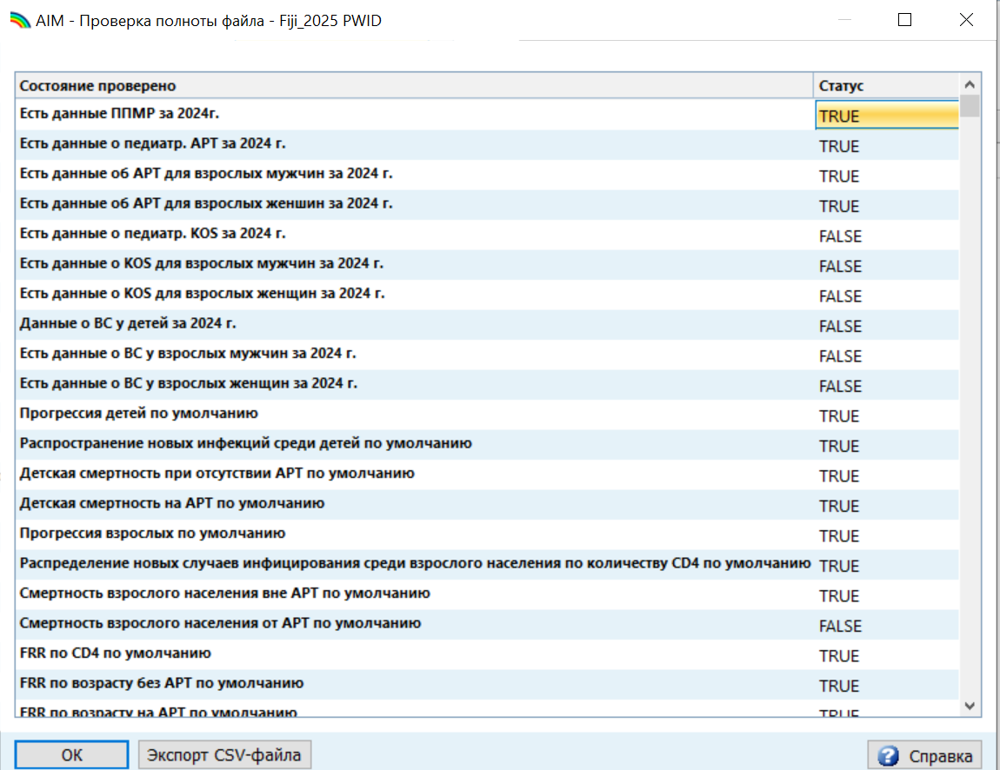 AIM - Проверка полноты файла - Fiji_2025 PWID
Состояние проверено Статус
Есть данные ППМР за 2024г. TRUE
Есть данные о педиатр. АРТ за 2024 г. TRUE
Есть данные об АРТ для взрослых мужчин за 2024 г. TRUE
Есть данные об АРТ для взрослых женшин за 2024 г. TRUE
Есть данные о педиатр. KOS за 2024 г. FALSE
Есть данные о KOS для взрослых мужчин за 2024 г. FALSE
Есть данные о KOS для взрослых женщин за 2024 г. FALSE
Данные о ВС у детей за 2024 г. FALSE
Есть данные о ВС у взрослых мужчин за 2024 г. FALSE
Есть данные о ВС у взрослых женщин за 2024 г. FALSE
Прогрессия детей по умолчанию TRUE
Распространение новых инфекций среди детей по умолчанию TRUE
Детская смертность при отсутствии АРТ по умолчанию TRUE
Детская смертность на АРТ по умолчанию TRUE
Прогрессия взрослых по умолчанию TRUE
Распределение новых случаев инфицирования среди взрослого населения по количеству CD4 по умолчанию TRUE
Смертность взрослого населения вне АРТ по умолчанию TRUE
Смертность взрослого населения от АРТ по умолчанию FALSE
FRR по CD4 по умолчанию TRUE
FRR по возрасту без АРТ по умолчанию TRUE
FRR по возрасту на АРТ по умолчанию TRUE
ОК Экспорт CSV-файла Справка